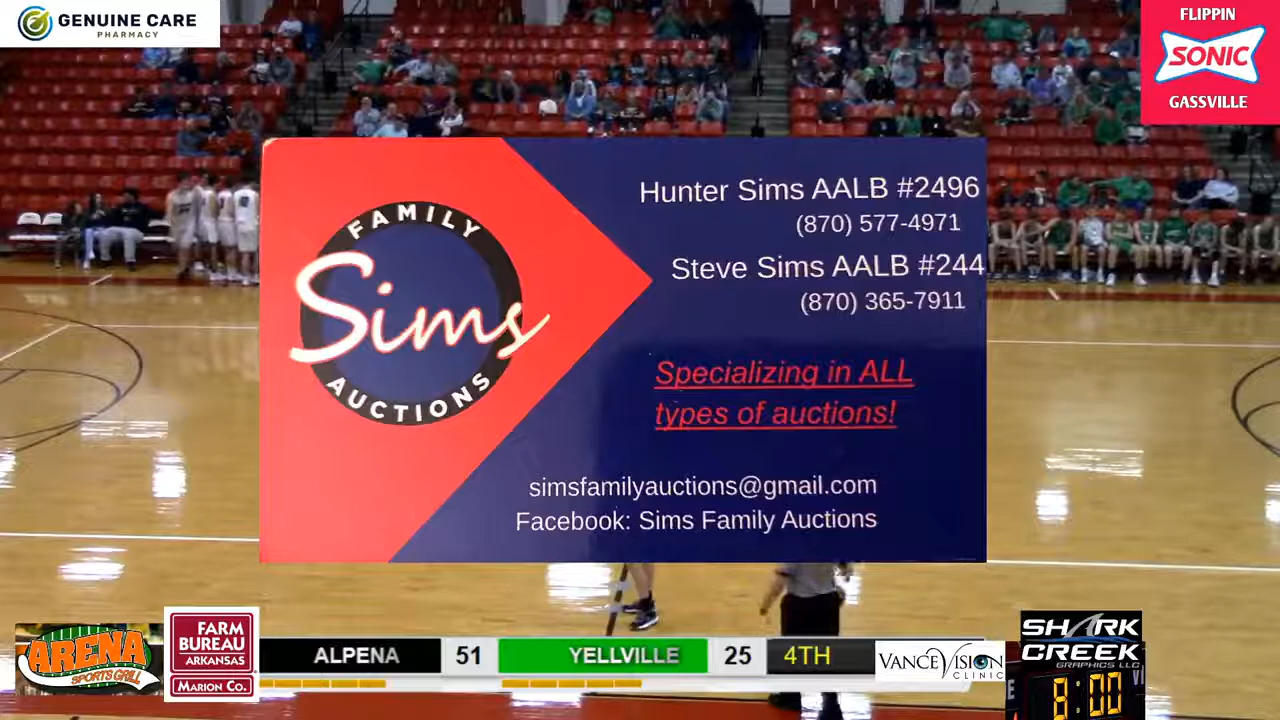 GENUINE CARE
PHARMACY
FLIPPIN
SONIC
GASSVILLE
FAMILY
Sims
AUCTIONS
Hunter Sims AALB #2496
(870) 577-4971
Steve Sims AALB #244
(870) 365-7911
Specializing in ALL
types of auctions!
simsfamilyauctions@gmail.com
Facebook: Sims Family Auctions
ARENA
SPORTS GRILL
FARM
BUREAU
ARKANSAS
MARION CO.
ALPENA 51 YELLVILLE 25 4TH
VANCE VISION
CLINIC
SHARK
CREEK
GRAPHICS LLC
8:00